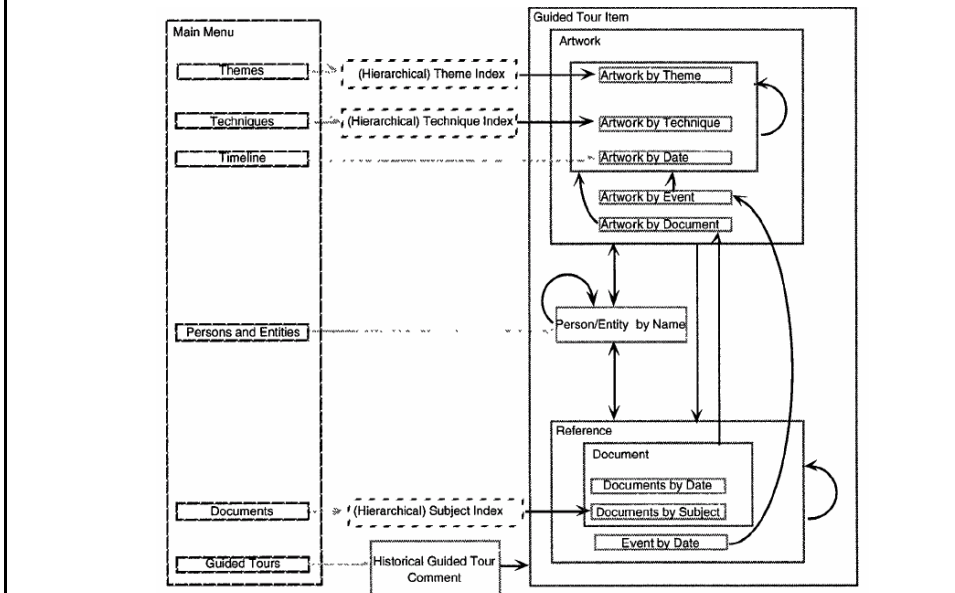 Guided Tour Item
Main Menu
Artwork
Themes
(Hierarchical) Theme Index
Artwork by Theme
Techniques
(Hierarchical) Technique Index
Artwork by Technique
Timeline
Artwork by Date
Artwork by Event
Artwork by Document
Persons and Entities
Person/Entity by Name
Reference
Document
Documents by Date
Documents
(Hierarchical) Subject Index
Documents by Subject
Event by Date
Guided Tours
Historical Guided Tour
Comment